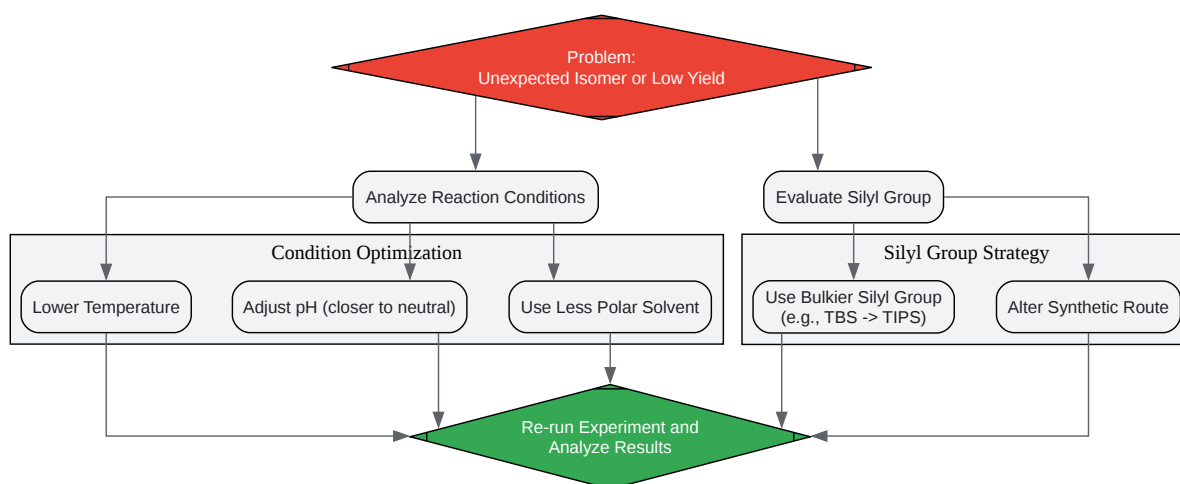 Problem:
Unexpected Isomer or Low Yield
Analyze Reaction Conditions
Evaluate Silyl Group
Condition Optimization
Silyl Group Strategy
Lower Temperature
Adjust pH (closer to neutral)
Use Less Polar Solvent
Use Bulkier Silyl Group
(e.g., TBS -> TIPS)
Alter Synthetic Route
Re-run Experiment and
Analyze Results